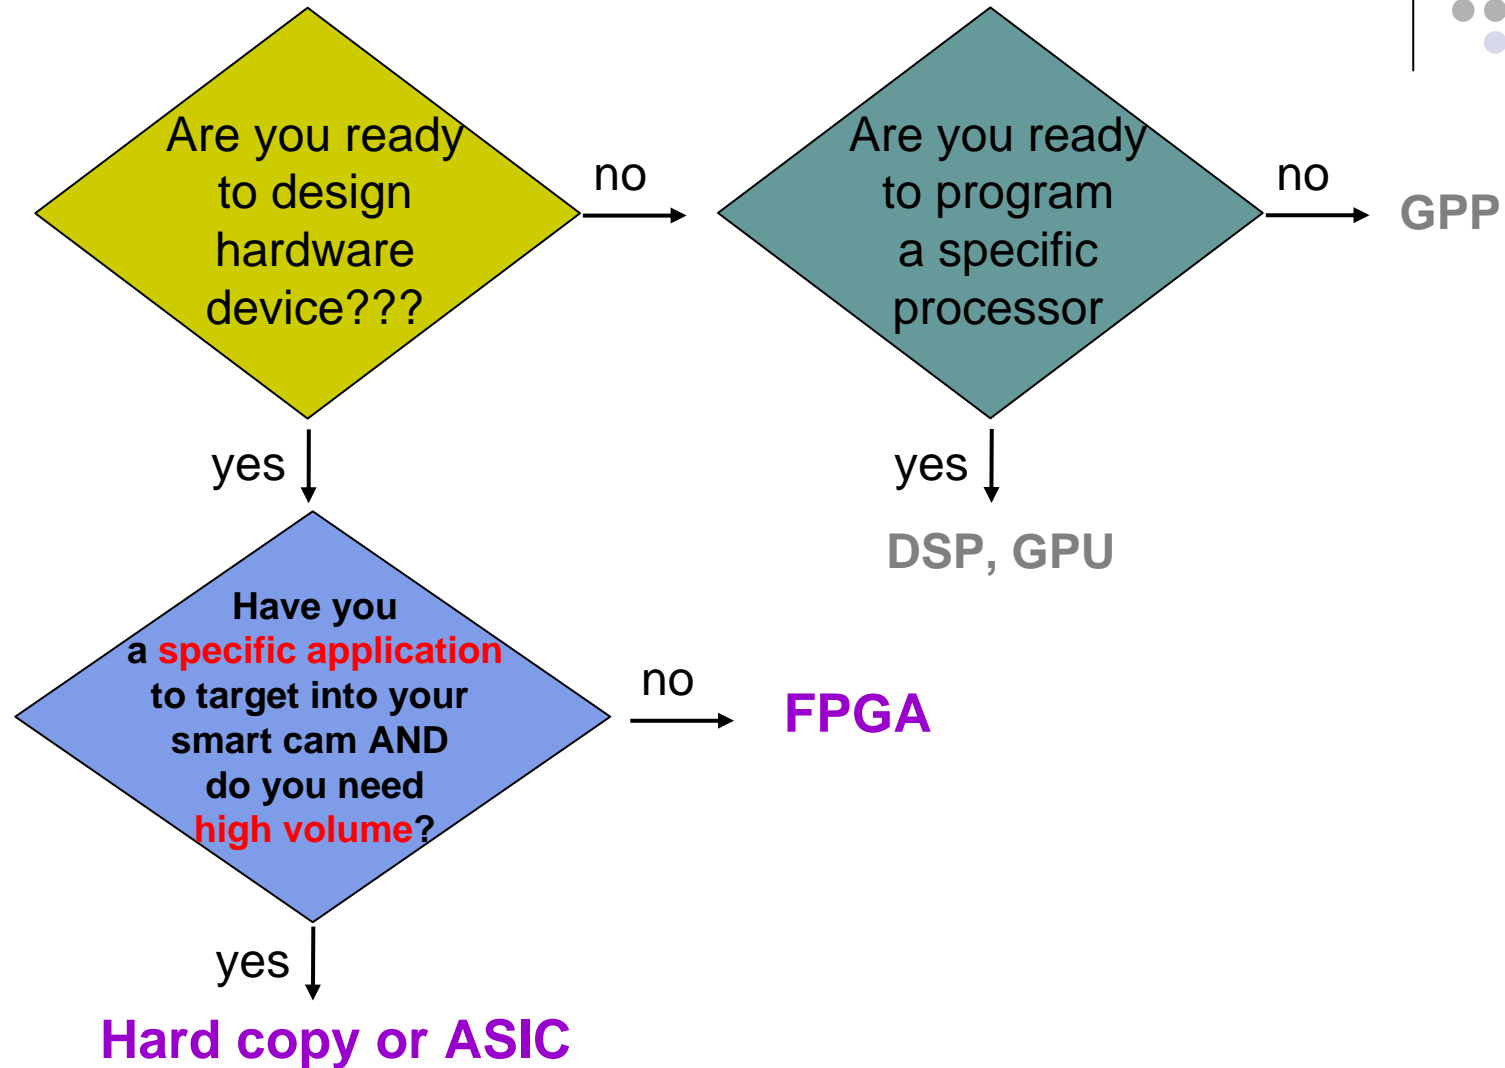 Are you ready
to design
hardware
device???
no
Are you ready
to program
a specific
processor
no
GPP
yes
yes
DSP, GPU
Have you
a specific application
to target into your
smart cam AND
do you need
high volume?
no
FPGA
yes
Hard copy or ASIC